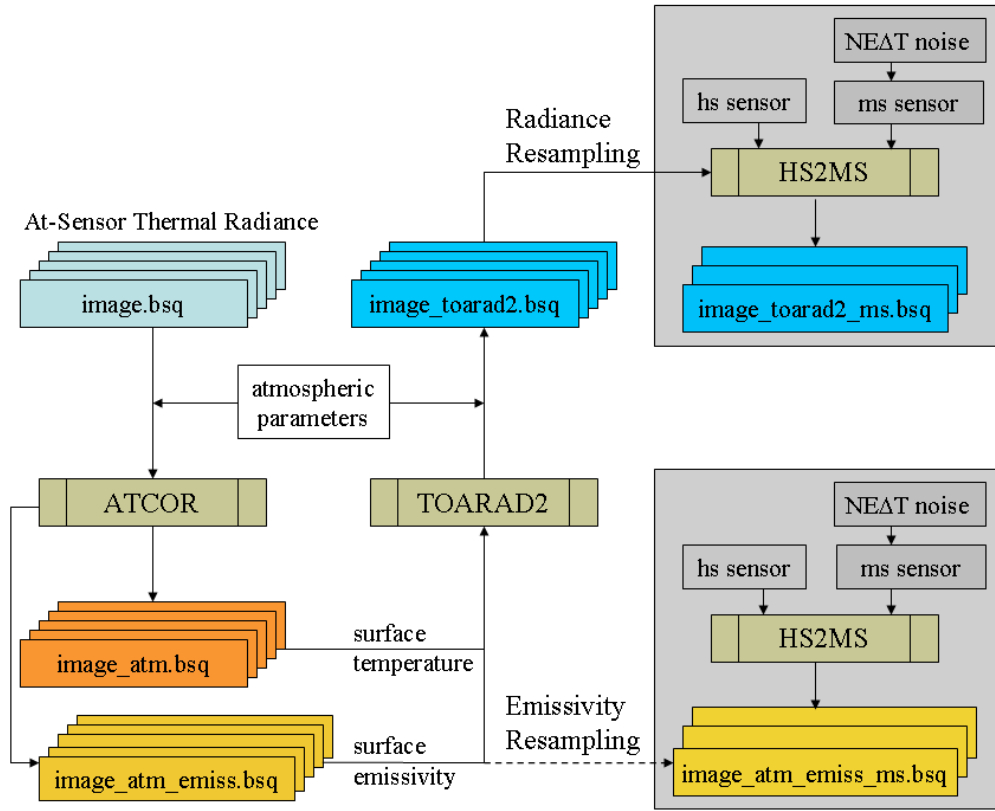 NEΔT noise
hs sensor
ms sensor
Radiance
Resampling
HS2MS
At-Sensor Thermal Radiance
image.bsq
image_toarad2.bsq
image_toarad2_ms.bsq
atmospheric
parameters
ATCOR
TOARAD2
NEΔT noise
hs sensor
ms sensor
HS2MS
surface
temperature
image_atm.bsq
Emissivity
Resampling
surface
emissivity
image_atm_emiss.bsq
image_atm_emiss_ms.bsq